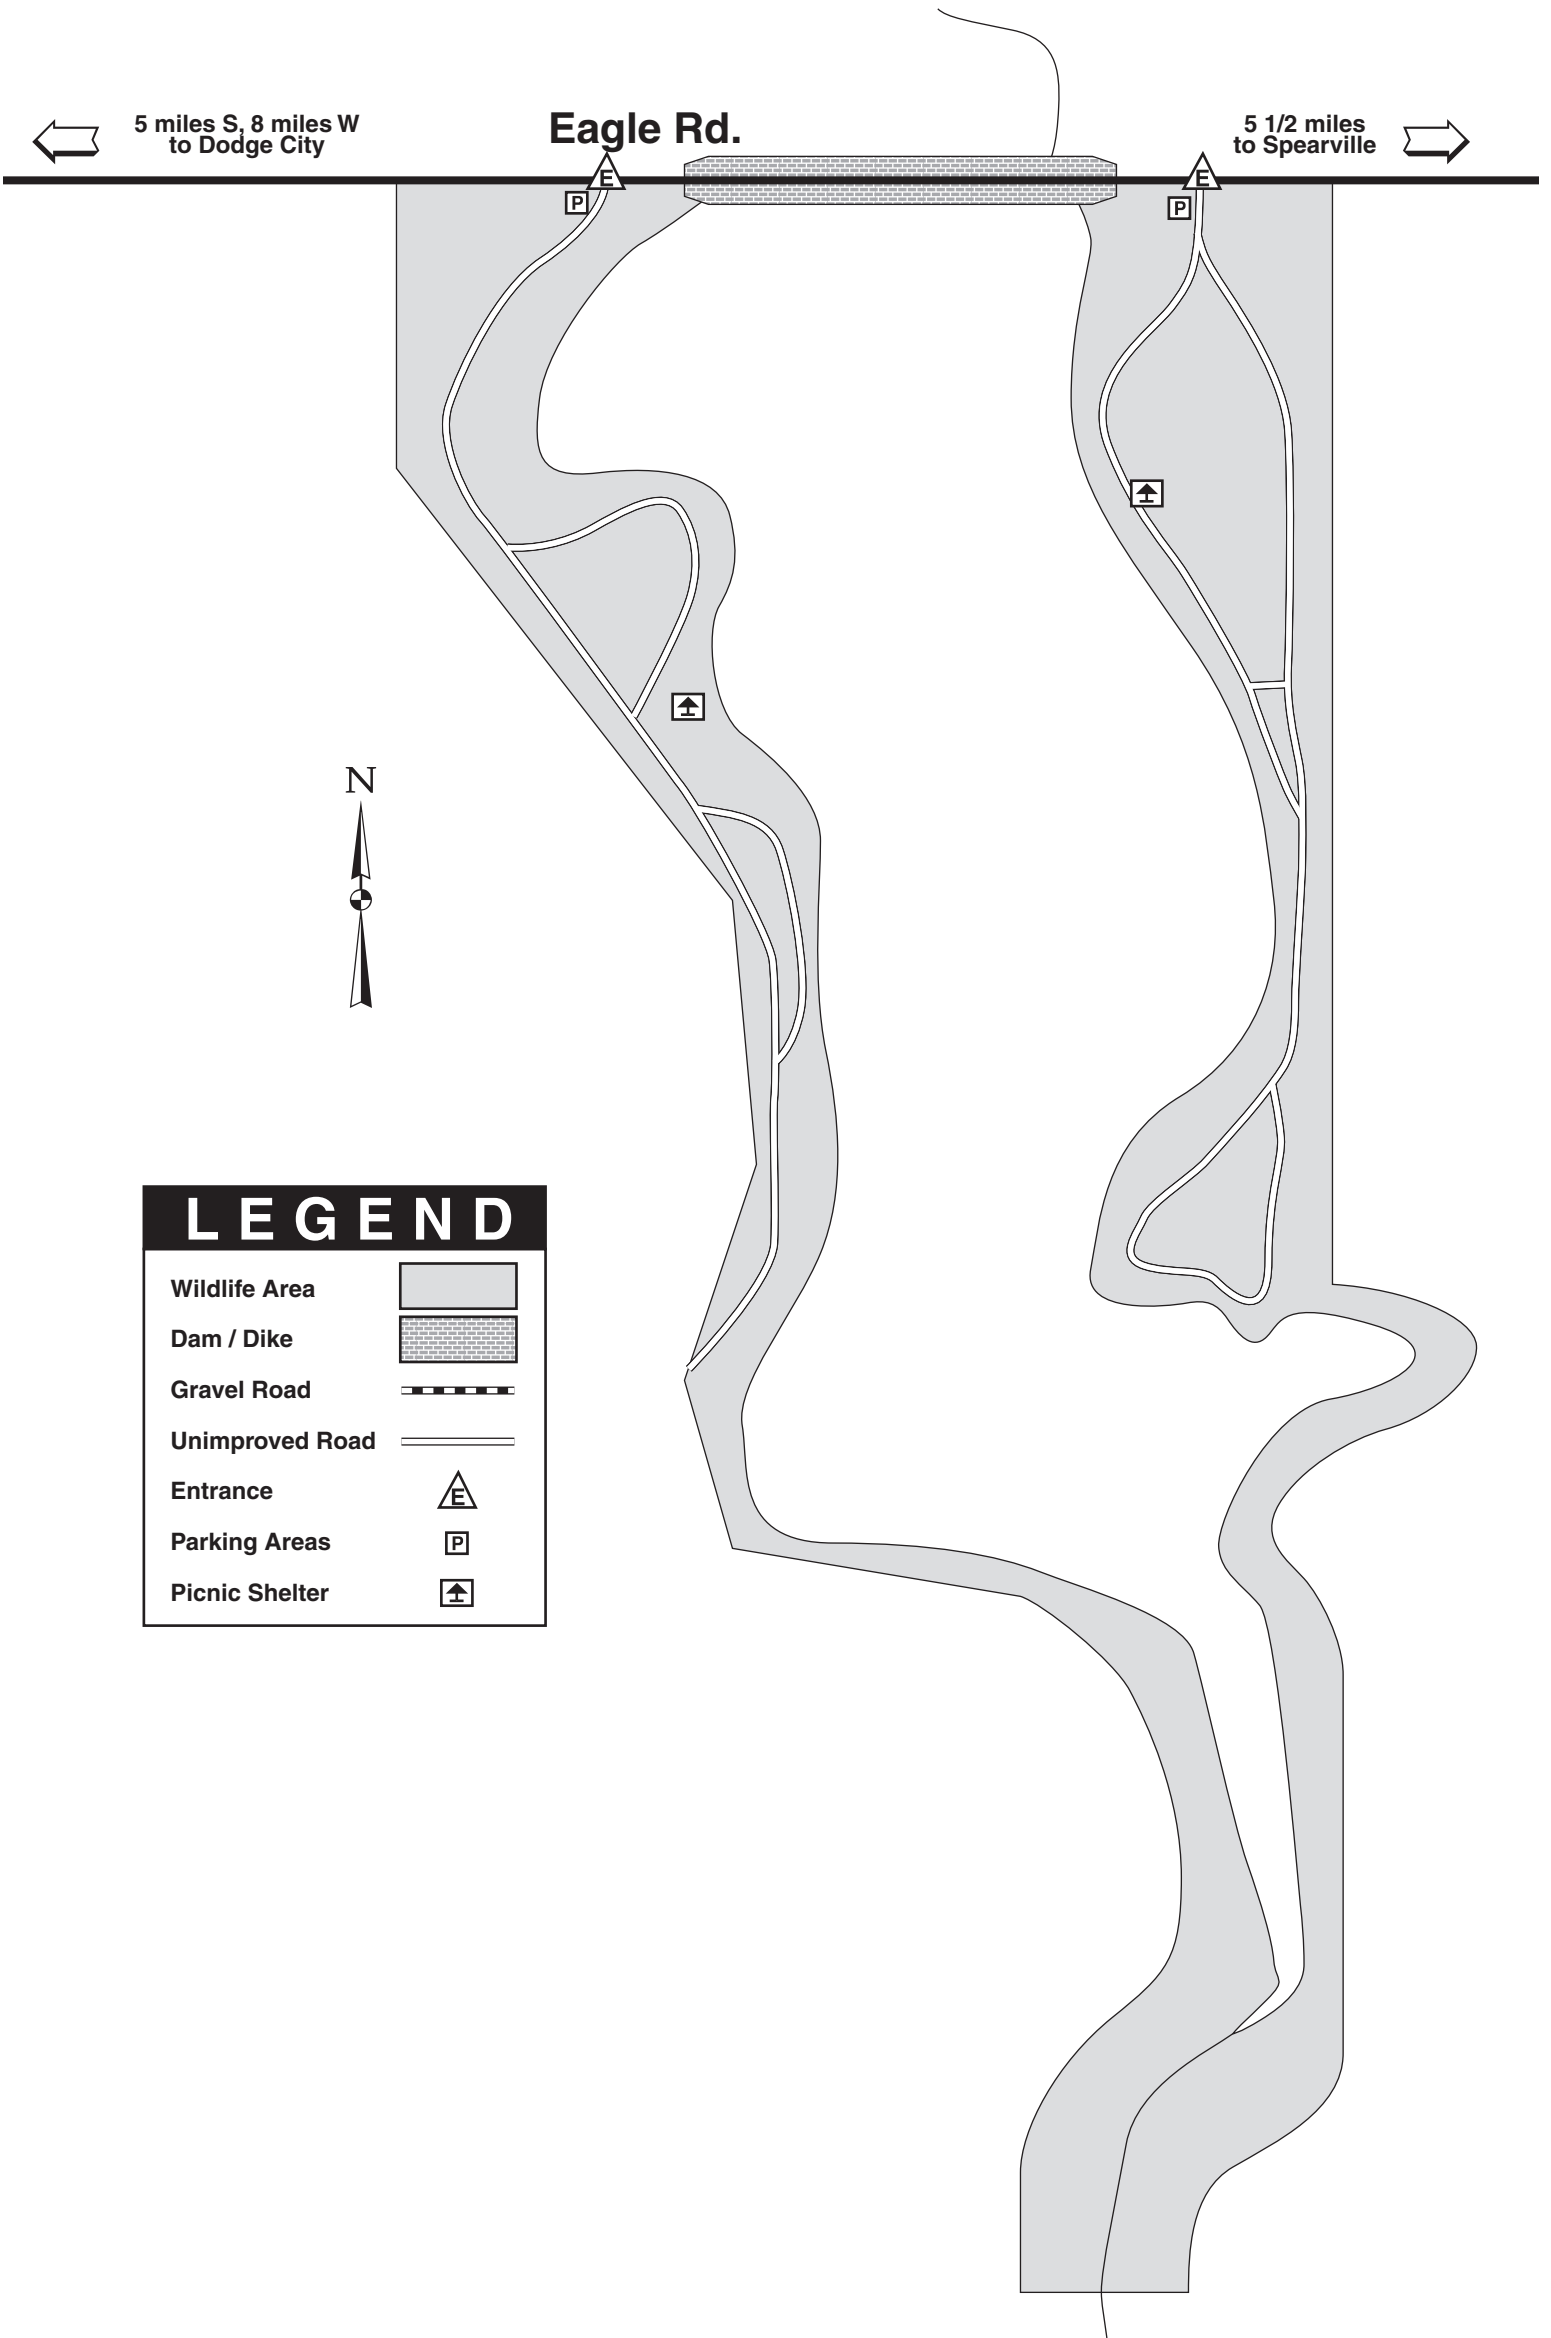 5 miles S, 8 miles W
to Dodge City
Eagle Rd.
5 1/2 miles
to Spearville
E
E
P
P
N
LEGEND
Wildlife Area
Dam / Dike
Gravel Road
Unimproved Road
Entrance
E
Parking Areas
P
Picnic Shelter